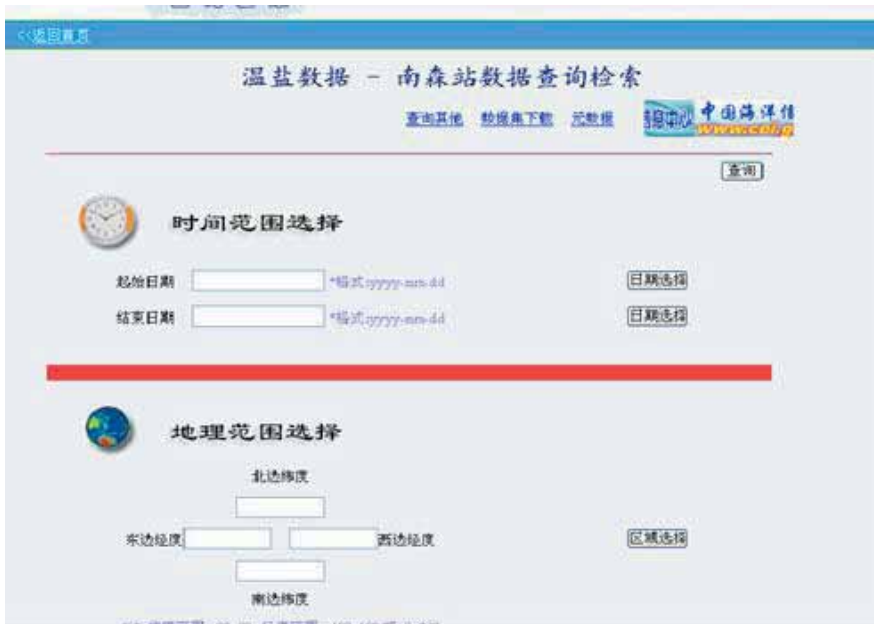 <<返回首页
温盐数据 - 南森站数据查询检索
查询其他 数据集下载 元数据
中国海洋信
www.coi.g
查询
时间范围选择
起始日期 *格式:yyyy-mm-dd 日期选择
结束日期 *格式:yyyy-mm-dd 日期选择
地理范围选择
北边纬度
东边经度 西边经度 区域选择
南边纬度